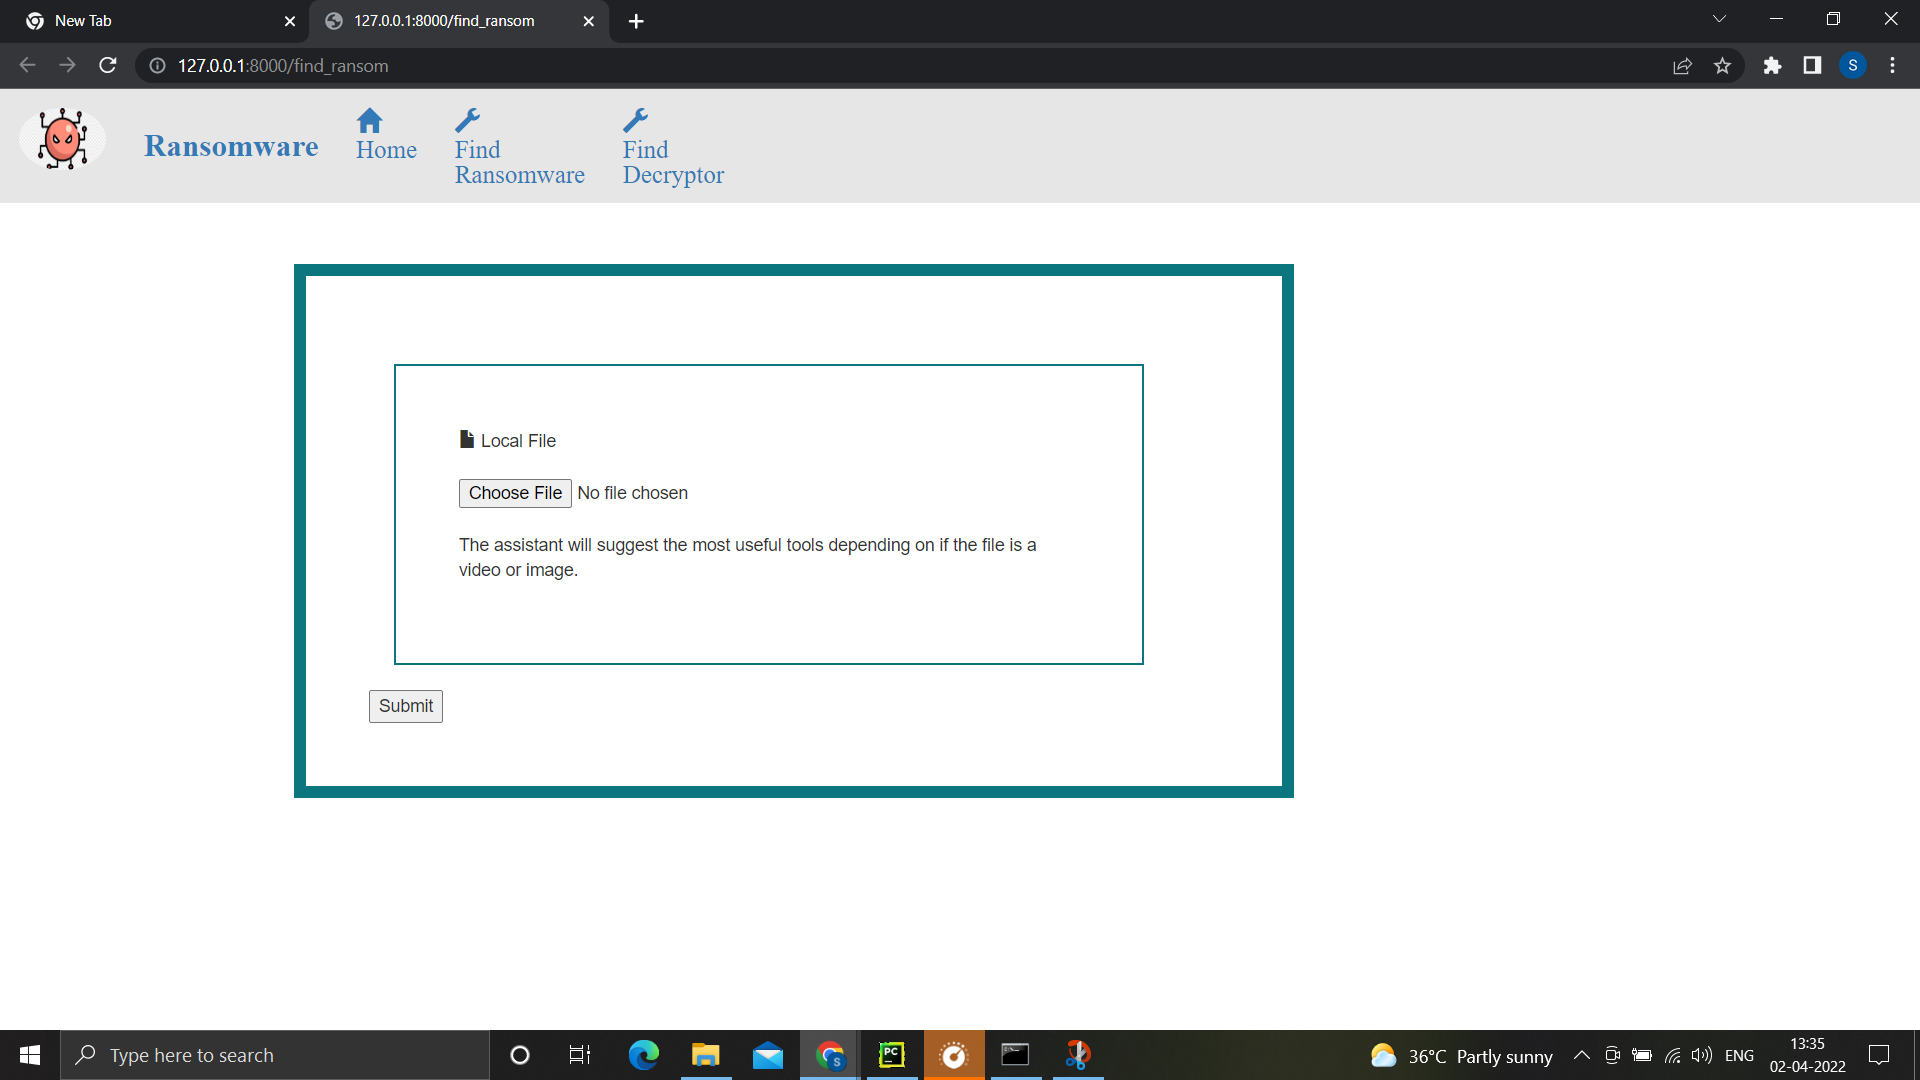 New Tab
127.0.0.1:8000/find_ransom
127.0.0.1:8000/find_ransom
S
Ransomware
Home
Find
Ransomware
Find
Decryptor
Local File
Choose File No file chosen
The assistant will suggest the most useful tools depending on if the file is a
video or image.
Submit
Type here to search
S
PC
36°C Partly sunny
ENG
13:35
02-04-2022